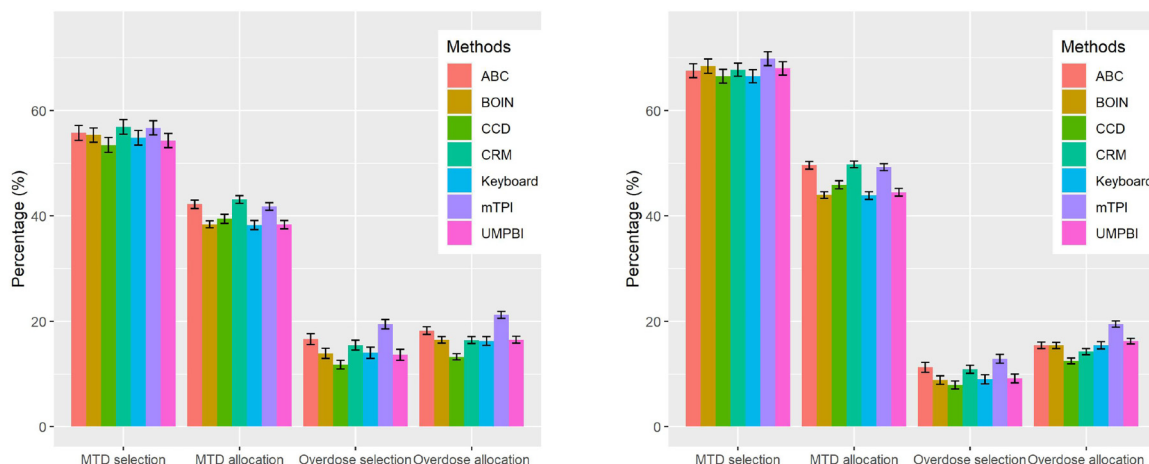 Percentage (%)
60
40
20
0
Methods
ABC
BOIN
CCD
CRM
Keyboard
mTPI
UMPBI
MTD selection
MTD allocation
Overdose selection
Overdose allocation
Percentage (%)
60
40
20
0
Methods
ABC
BOIN
CCD
CRM
Keyboard
mTPI
UMPBI
MTD selection
MTD allocation
Overdose selection
Overdose allocation